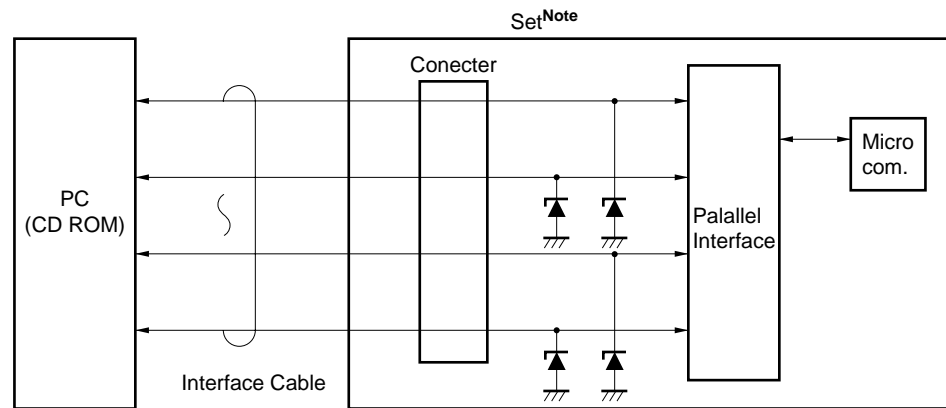 Set Note
Conecter
PC
(CD ROM)
Micro
com.
Palallel
Interface
Interface Cable